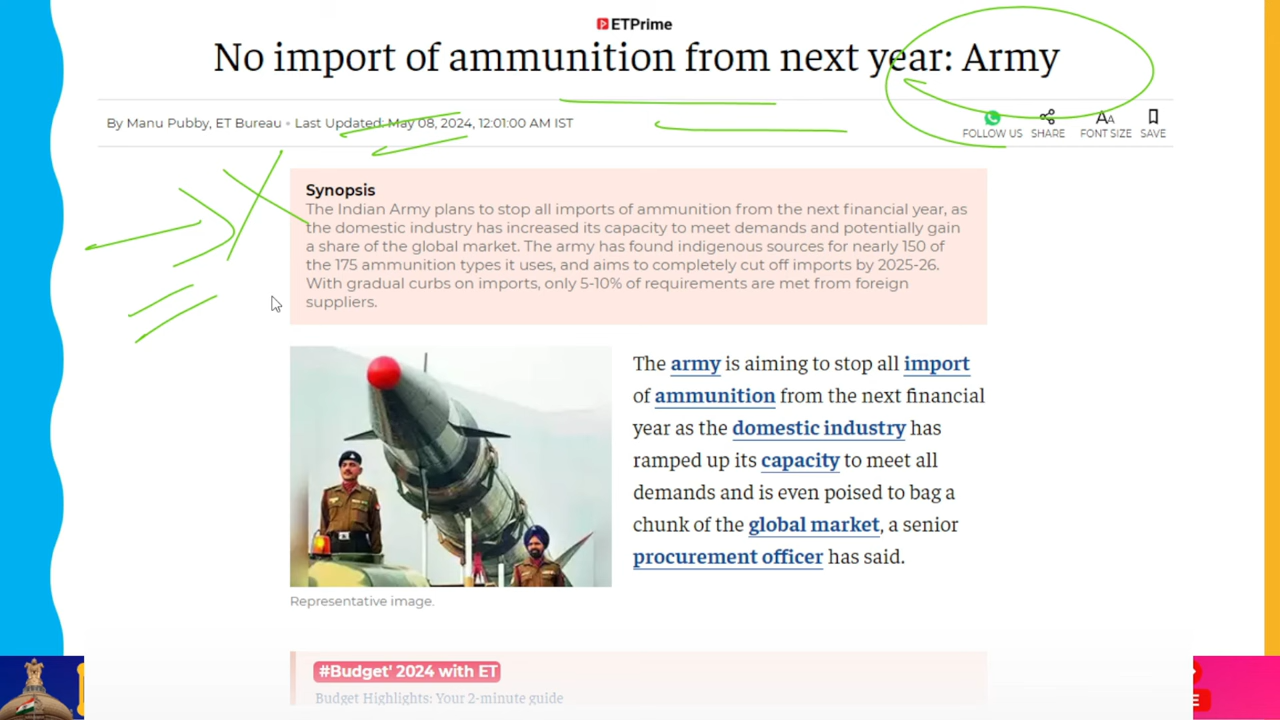 ETPrime
No import of ammunition from next year: Army
By Manu Pubby, ET Bureau • Last Updated: May 08, 2024, 12:01:00 AM IST
FOLLOW US SHARE FONT SIZE SAVE
Synopsis
The Indian Army plans to stop all imports of ammunition from the next financial year, as
the domestic industry has increased its capacity to meet demands and potentially gain
a share of the global market. The army has found indigenous sources for nearly 150 of
the 175 ammunition types it uses, and aims to completely cut off imports by 2025-26.
With gradual curbs on imports, only 5-10% of requirements are met from foreign
suppliers.
The army is aiming to stop all import
of ammunition from the next financial
year as the domestic industry has
ramped up its capacity to meet all
demands and is even poised to bag a
chunk of the global market, a senior
procurement officer has said.
Representative image.
#Budget' 2024 with ET
Budget Highlights: Your 2-minute guide